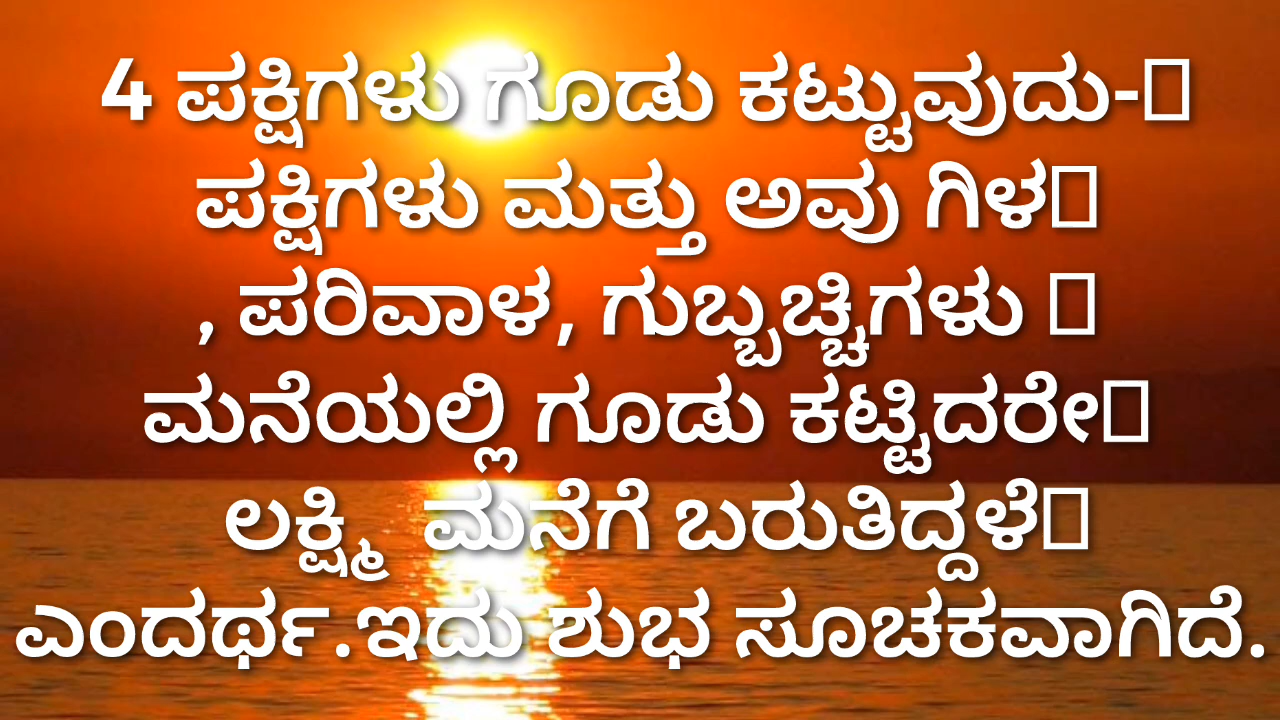 4 ಪಕ್ಷಿಗಳು ಗೂಡು ಕಟ್ಟುವುದು-
ಪಕ್ಷಿಗಳು ಮತ್ತು ಅವು ಗಿಳ
, ಪರಿವಾಳ, ಗುಬ್ಬಚ್ಚಿಗಳು
ಮನೆಯಲ್ಲಿ ಗೂಡು ಕಟ್ಟಿದರೇ
ಲಕ್ಷ್ಮಿ ಮನೆಗೆ ಬರುತಿದ್ದಳೆ
ಎಂದರ್ಥ.ಇದು ಶುಭ ಸೂಚಕವಾಗಿದೆ.